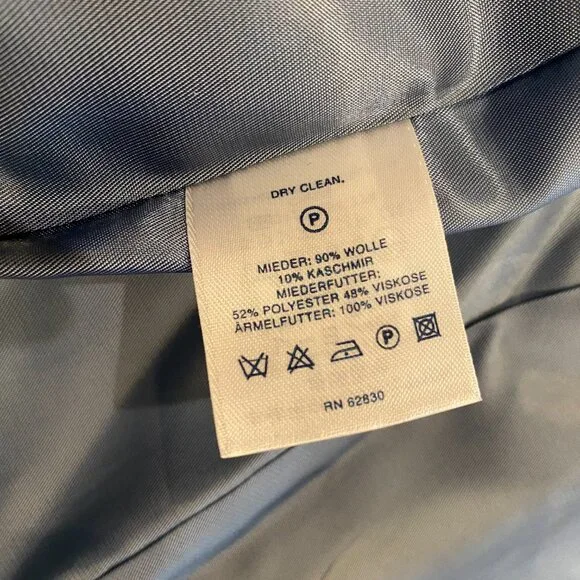 DRY CLEAN.
P
MIEDER: 90% WOLLE
10% KASCHMIR
MIEDERFUTTER:
52% POLYESTER 48% VISKOSE
ÄRMELFUTTER: 100% VISKOSE
P
RN 62830